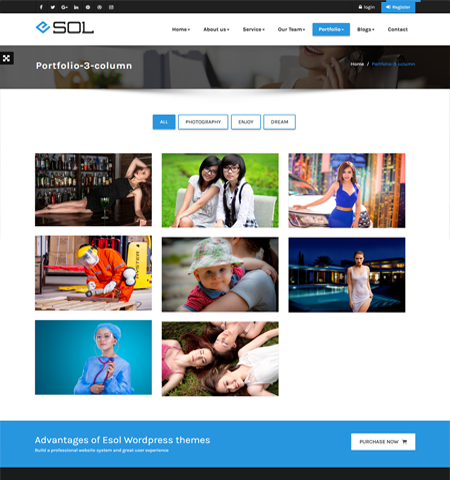 login
Register
eSOL
Home
About us
Service
Our Team
Portfolio
Blogs
Contact
Portfolio-3-column
Home / Portfolio-3-column
ALL
PHOTOGRAPHY
ENJOY
DREAM
Advantages of Esol Wordpress themes
Build a professional website system and great user experience
PURCHASE NOW